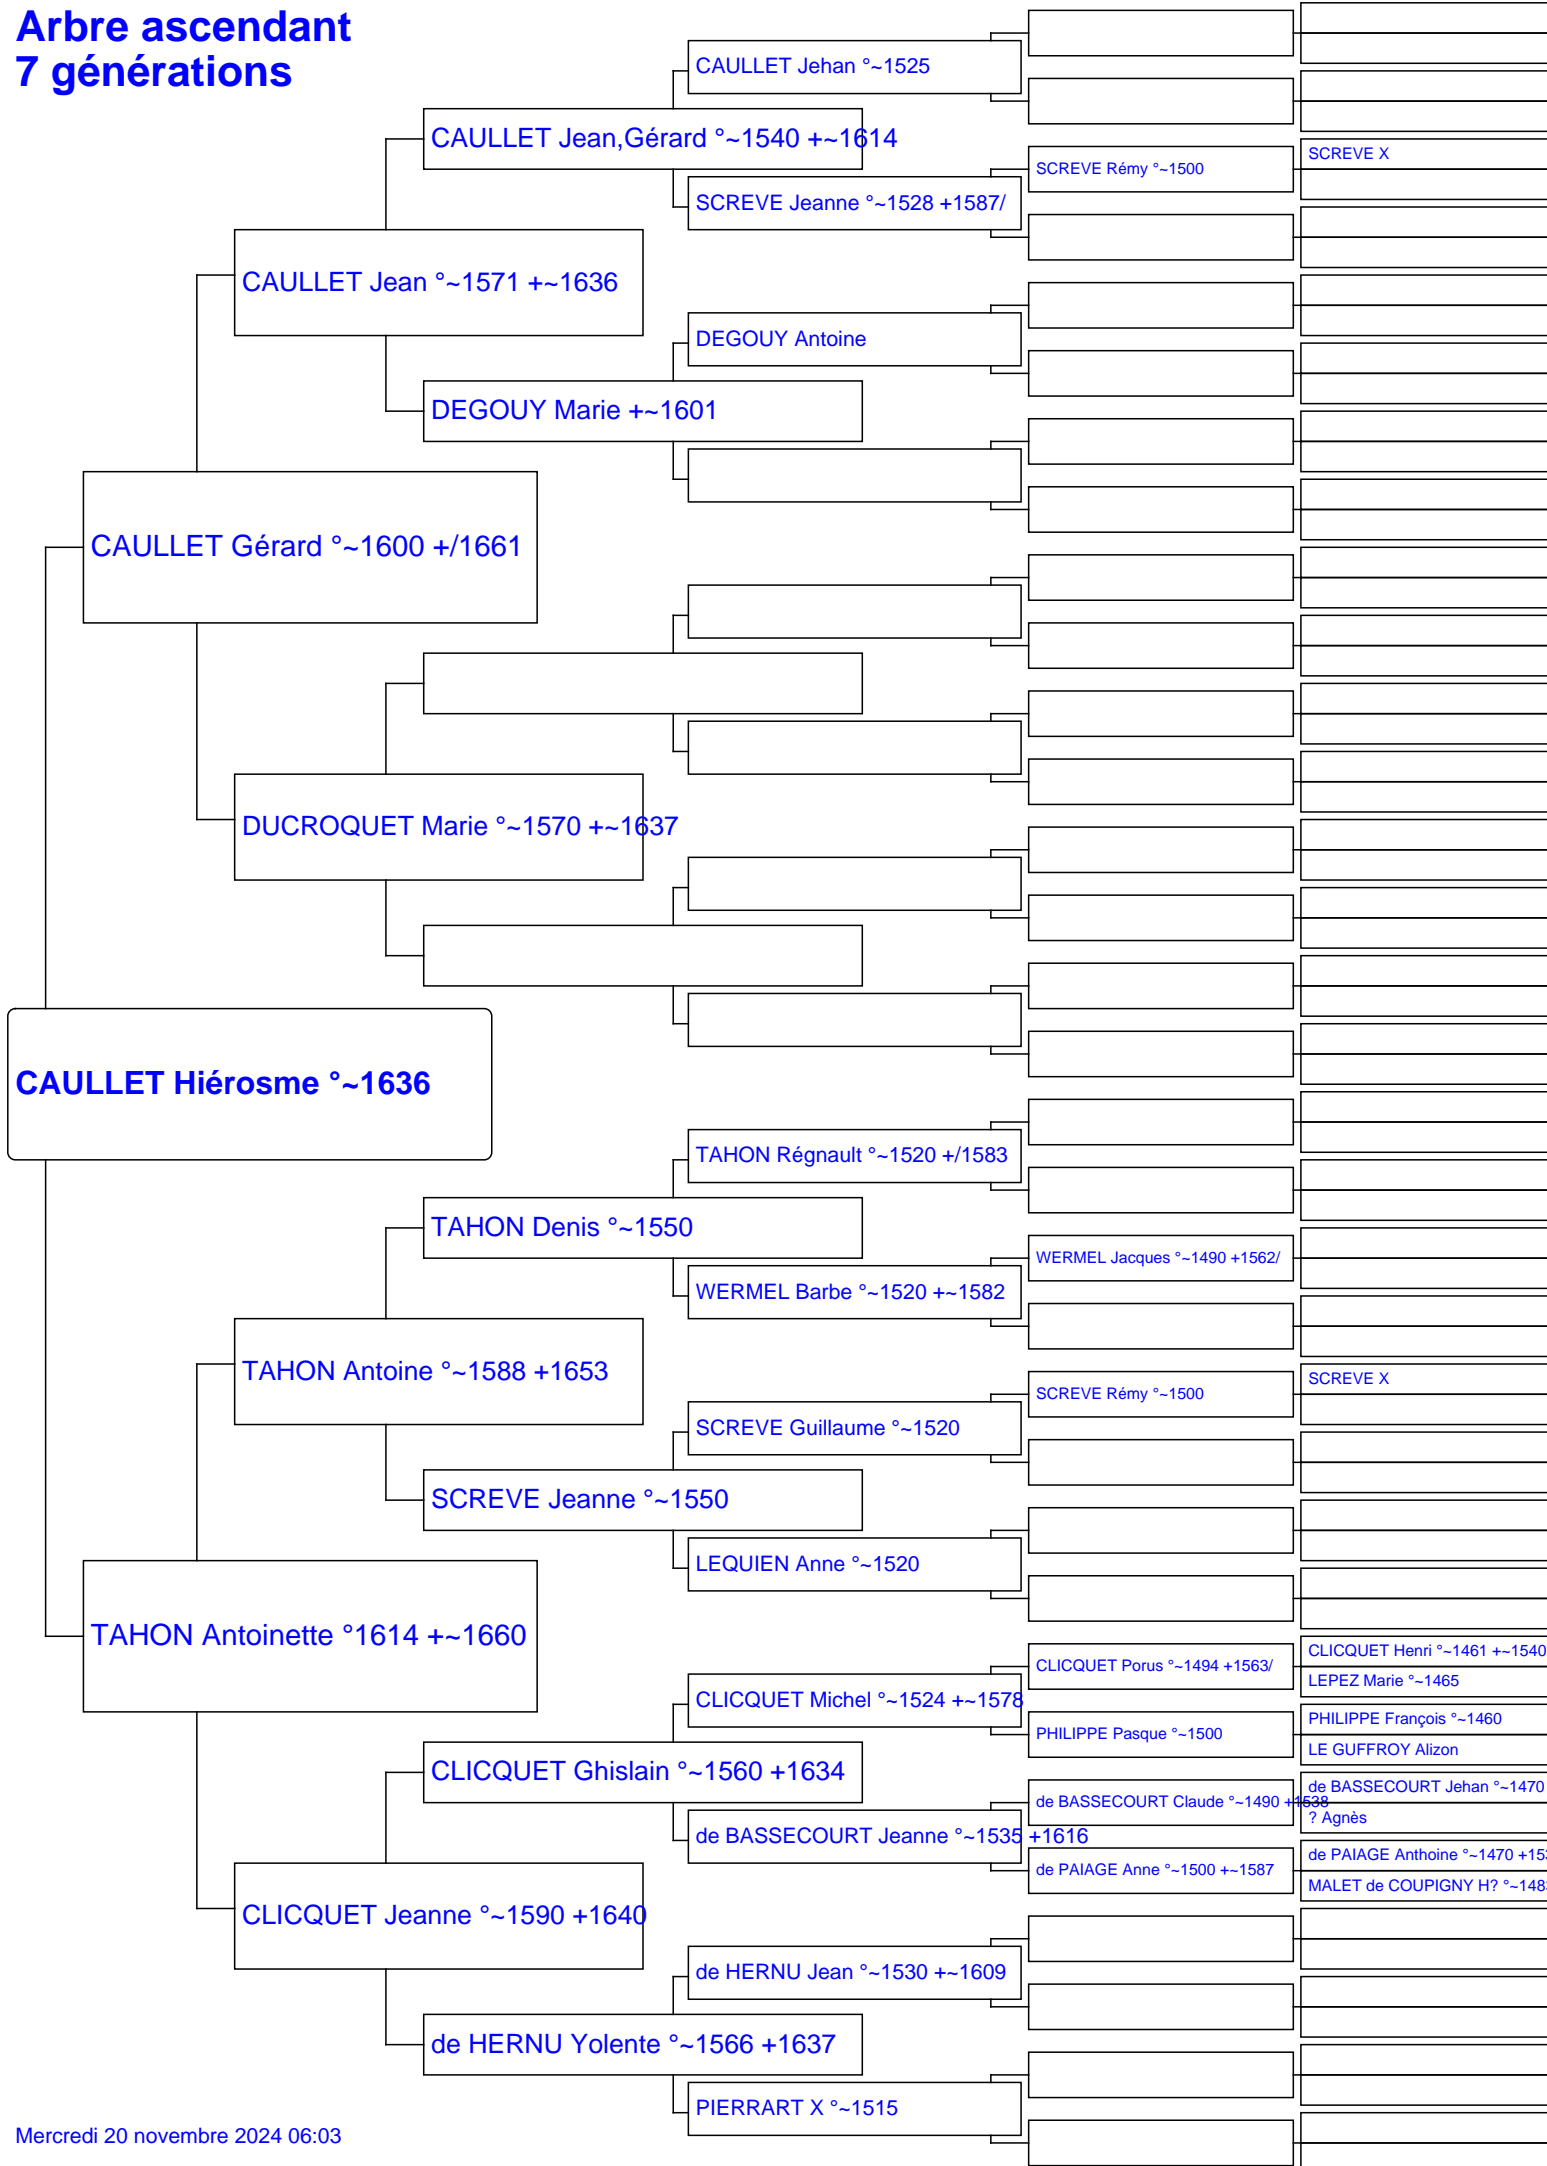 Arbre ascendant
7 générations
CAULLET Jehan °~1525
CAULLET Jean,Gérard °~1540 +~1614
SCREVE X
SCREVE Rémy °~1500
SCREVE Jeanne °~1528 +1587/
CAULLET Jean °~1571 +~1636
DEGOUY Antoine
DEGOUY Marie +~1601
CAULLET Gérard °~1600 +/1661
DUCROQUET Marie °~1570 +~1637
CAULLET Hiérosme °~1636
TAHON Régnault °~1520 +/1583
TAHON Denis °~1550
WERMEL Jacques °~1490 +1562/
WERMEL Barbe °~1520 +~1582
TAHON Antoine °~1588 +1653
SCREVE X
SCREVE Rémy °~1500
SCREVE Guillaume °~1520
SCREVE Jeanne °~1550
LEQUIEN Anne °~1520
TAHON Antoinette °1614 +~1660
CLICQUET Henri °~1461 +~1540
CLICQUET Porus °~1494 +1563/
LEPEZ Marie °~1465
CLICQUET Michel °~1524 +~1578
PHILIPPE François °~1460
PHILIPPE Pasque °~1500
LE GUFFROY Alizon
CLICQUET Ghislain °~1560 +1634
de BASSECOURT Jehan °~1470
de BASSECOURT Claude °~1490 +1538
? Agnès
de BASSECOURT Jeanne °~1535 +1616
de PAIAGE Anthoine °~1470
de PAIAGE Anne °~1500 +~1587
MALET de COUPIGNY H?
CLICQUET Jeanne °~1590 +1640
de HERNU Jean °~1530 +~1609
de HERNU Yolente °~1566 +1637
PIERRART X °~1515
Mercredi 20 novembre 2024 06:03